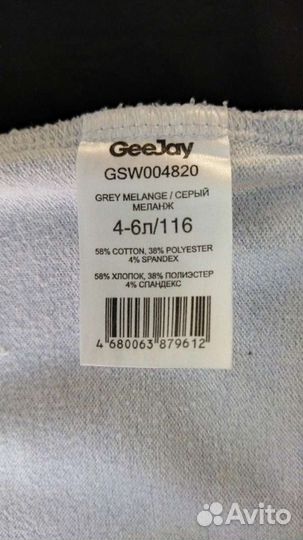 GeeJay
GSW004820
GREY MELANGE / СЕРЫЙ
МЕЛАНЖ
4-6л/116
58% COTTON, 38% POLYESTER
4% SPANDEX
58% ХЛОПОК, 38% ПОЛИЭСТЕР
4% СПАНДЕКС
4 680063 879612
Avito